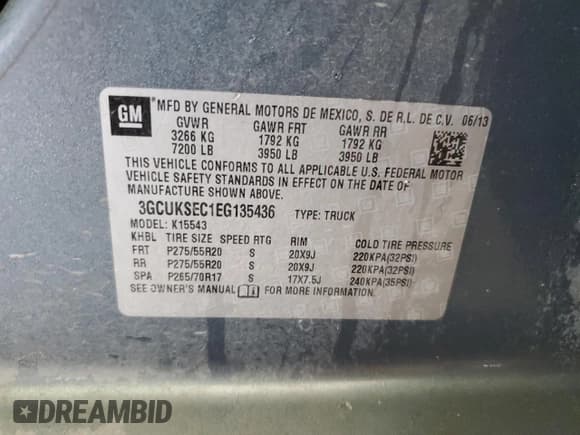 GM
MFD BY GENERAL MOTORS DE MEXICO, S. DE R.L. DE C.V. 06/13
GVWR GAWR FRT GAWR RR
3266 KG 1792 KG 1792 KG
7200 LB 3950 LB 3950 LB
THIS VEHICLE CONFORMS TO ALL APPLICABLE U.S. FEDERAL MOTOR
VEHICLE SAFETY STANDARDS IN EFFECT ON THE DATE OF
MANUFACTURE SHOWN ABOVE.
3GCUKSEC1EG135436 TYPE: TRUCK
MODEL: K15543
KHBL TIRE SIZE SPEED RTG RIM COLD TIRE PRESSURE
FRT P275/55R20 S 20X9J 220KPA(32PSI)
RR P275/55R20 S 20X9J 220KPA(32PSI)
SPA P265/70R17 S 17X7.5J 240KPA(35PSI)
SEE OWNER'S MANUAL FOR MORE INFORMATION.
DREAMBID